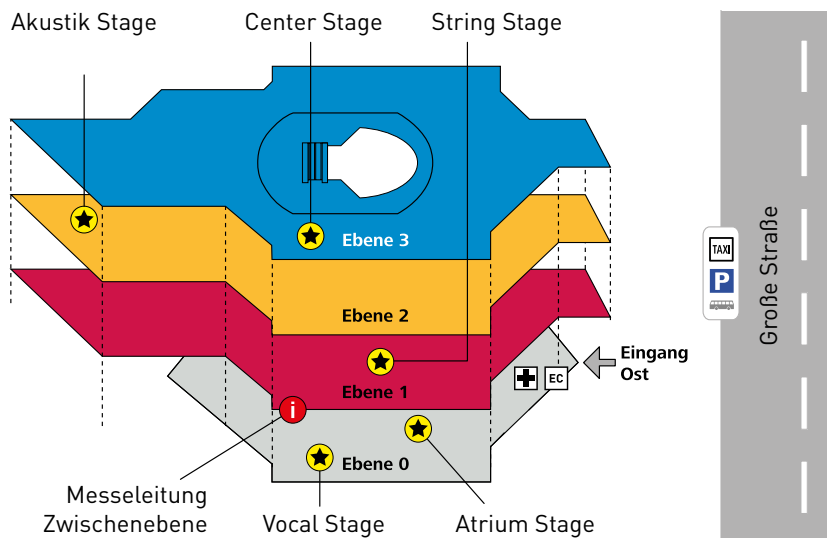 Akustik Stage
Center Stage
String Stage
Ebene 3
TAXI
P
Große Straße
Ebene 2
Eingang
Ost
Ebene 1
EC
i
Ebene 0
Messeleitung
Zwischenebene
Vocal Stage
Atrium Stage